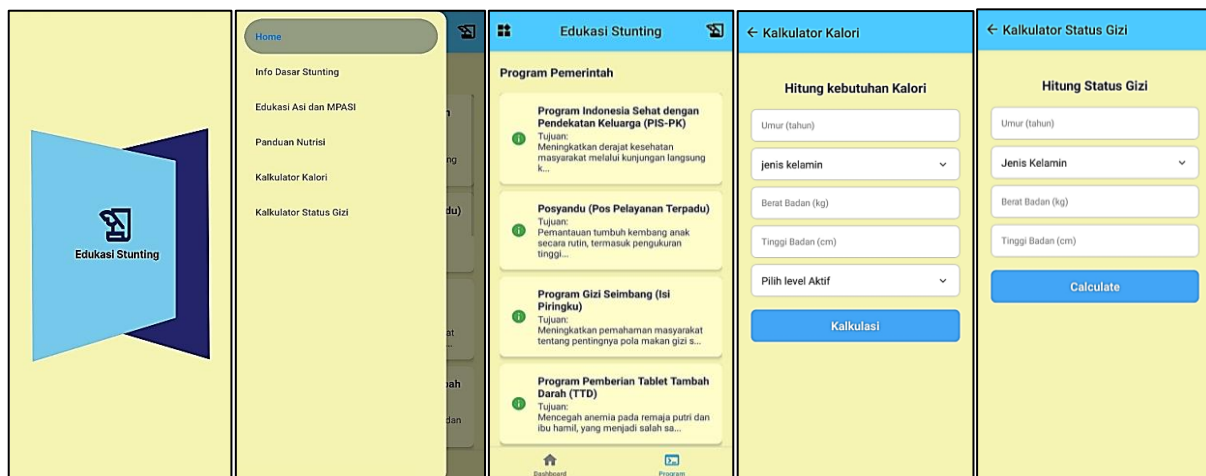 Edukasi Stunting
Home
Info Dasar Stunting
Edukasi Asi dan MPASI
Panduan Nutrisi
Kalkulator Kalori
Kalkulator Status Gizi
ng
du)
at
...
bah
dan
Edukasi Stunting
Program Pemerintah
Program Indonesia Sehat dengan
Pendekatan Keluarga (PIS-PK)
Tujuan:
Meningkatkan derajat kesehatan
masyarakat melalui kunjungan langsung
k...
Posyandu (Pos Pelayanan Terpadu)
Tujuan:
Pemantauan tumbuh kembang anak
secara rutin, termasuk pengukuran
tinggi...
Program Gizi Seimbang (Isi
Piringku)
Tujuan:
Meningkatkan pemahaman masyarakat
tentang pentingnya pola makan gizi s...
Program Pemberian Tablet Tambah
Darah (TTD)
Tujuan:
Mencegah anemia pada remaja putri dan
ibu hamil, yang menjadi salah sa...
Dashboard
Program
Kalkulator Kalori
Hitung kebutuhan Kalori
Umur (tahun)
jenis kelamin
Berat Badan (kg)
Tinggi Badan (cm)
Pilih level Aktif
Kalkulasi
Kalkulator Status Gizi
Hitung Status Gizi
Umur (tahun)
Jenis Kelamin
Berat Badan (kg)
Tinggi Badan (cm)
Calculate